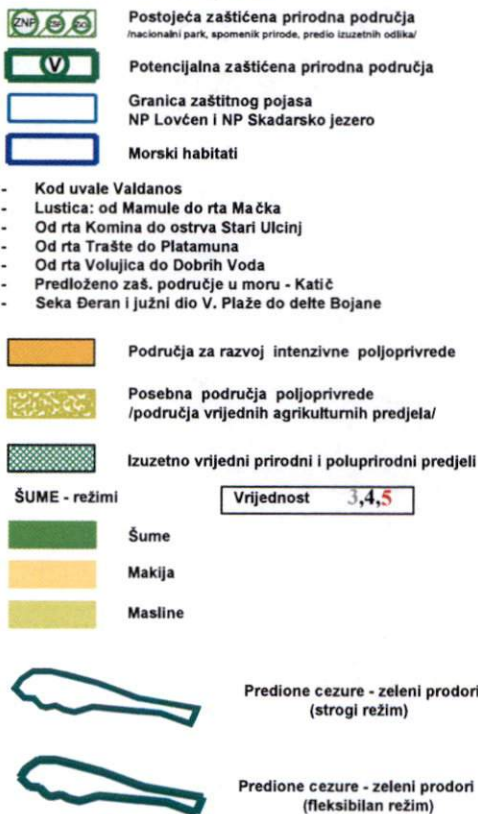 ZNP
Postojeća zaštićena prirodna područja
/nacionalni park, spomenik prirode, predio izuzetnih odlika/
V
Potencijalna zaštićena prirodna područja
Granica zaštitnog pojasa
NP Lovćen i NP Skadarsko jezero
Morski habitati
- Kod uvale Valdanos
- Lustica: od Mamule do rta Mačka
- Od rta Komina do ostrva Stari Ulcinj
- Od rta Trašte do Platamuna
- Od rta Volujica do Dobrih Voda
- Predloženo zaš. područje u moru - Katič
- Seka Đeran i južni dio V. Plaže do delte Bojane
Područja za razvoj intenzivne poljoprivrede
Posebna područja poljoprivrede
/područja vrijednih agrikulturnih predjela/
Izuzetno vrijedni prirodni i poluprirodni predjeli
ŠUME - režimi
Vrijednost 3,4,5
Šume
Makija
Masline
Predione cezure - zeleni prodori
(strogi režim)
Predione cezure - zeleni prodori
(fleksibilan režim)